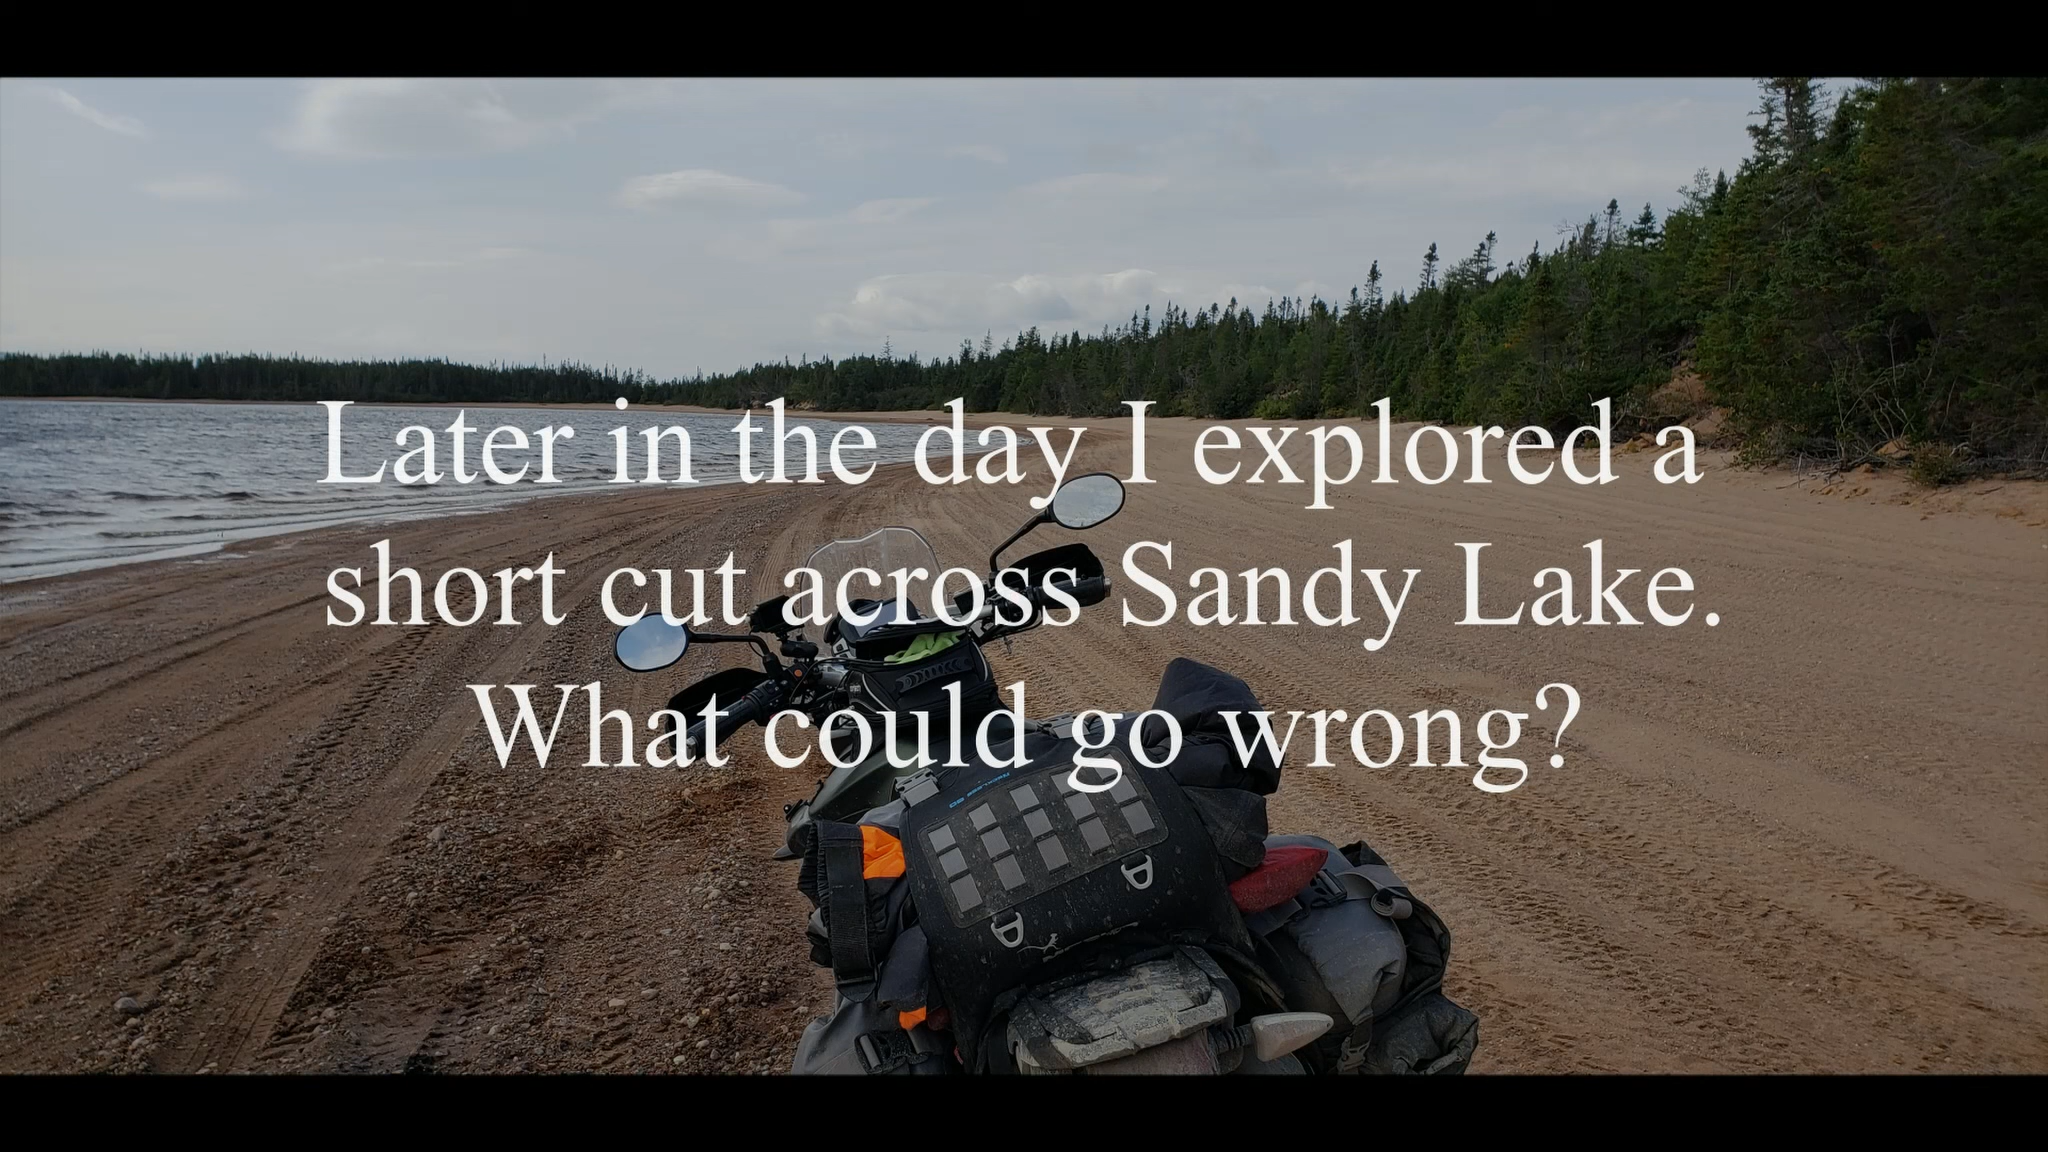 Later in the day I explored a
short cut across Sandy Lake.
What could go wrong?